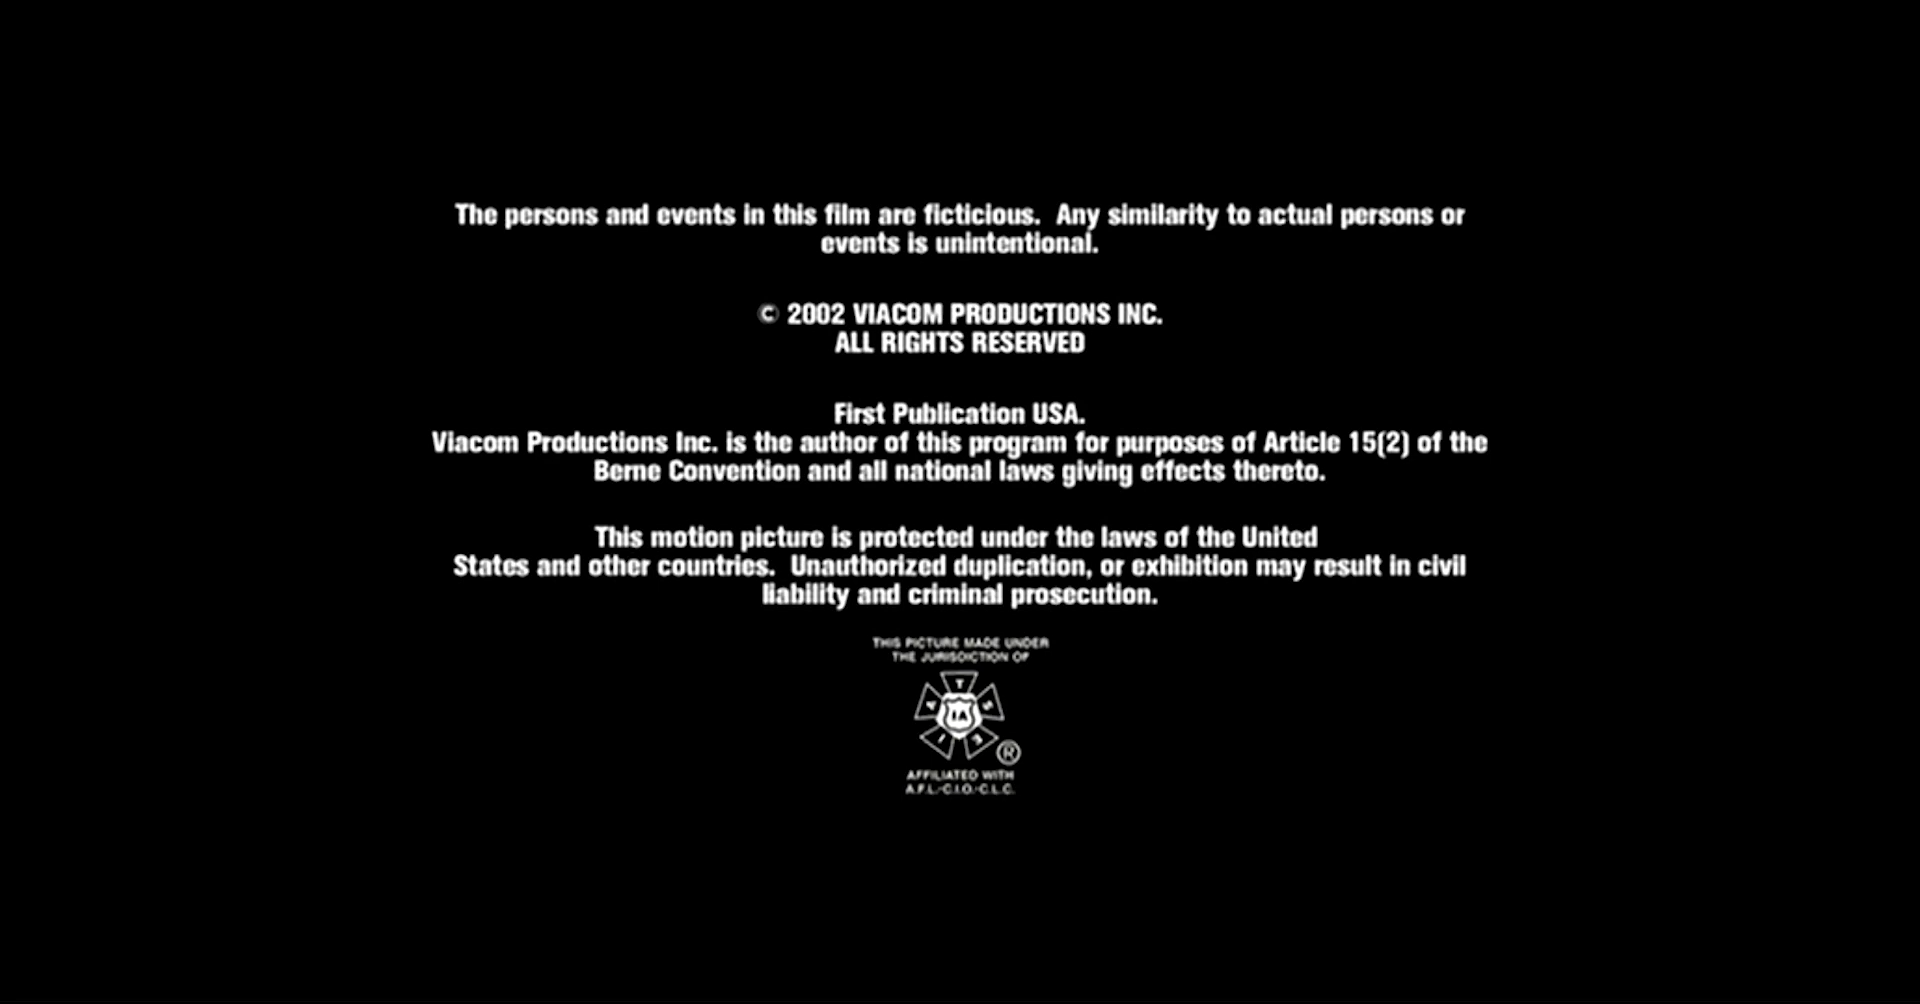 The persons and events in this film are ficticious.  Any similarity to actual persons or
events is unintentional.
© 2002 VIACOM PRODUCTIONS INC.
ALL RIGHTS RESERVED
First Publication USA.
Viacom Productions Inc. is the author of this program for purposes of Article 15(2) of the
Berne Convention and all national laws giving effects thereto.
This motion picture is protected under the laws of the United
States and other countries.  Unauthorized duplication, or exhibition may result in civil
liability and criminal prosecution.
THIS PICTURE MADE UNDER
THE JURISDICTION OF
I A T S E
IA
®
AFFILIATED WITH
A.F.L.-C.I.O.-C.L.C.